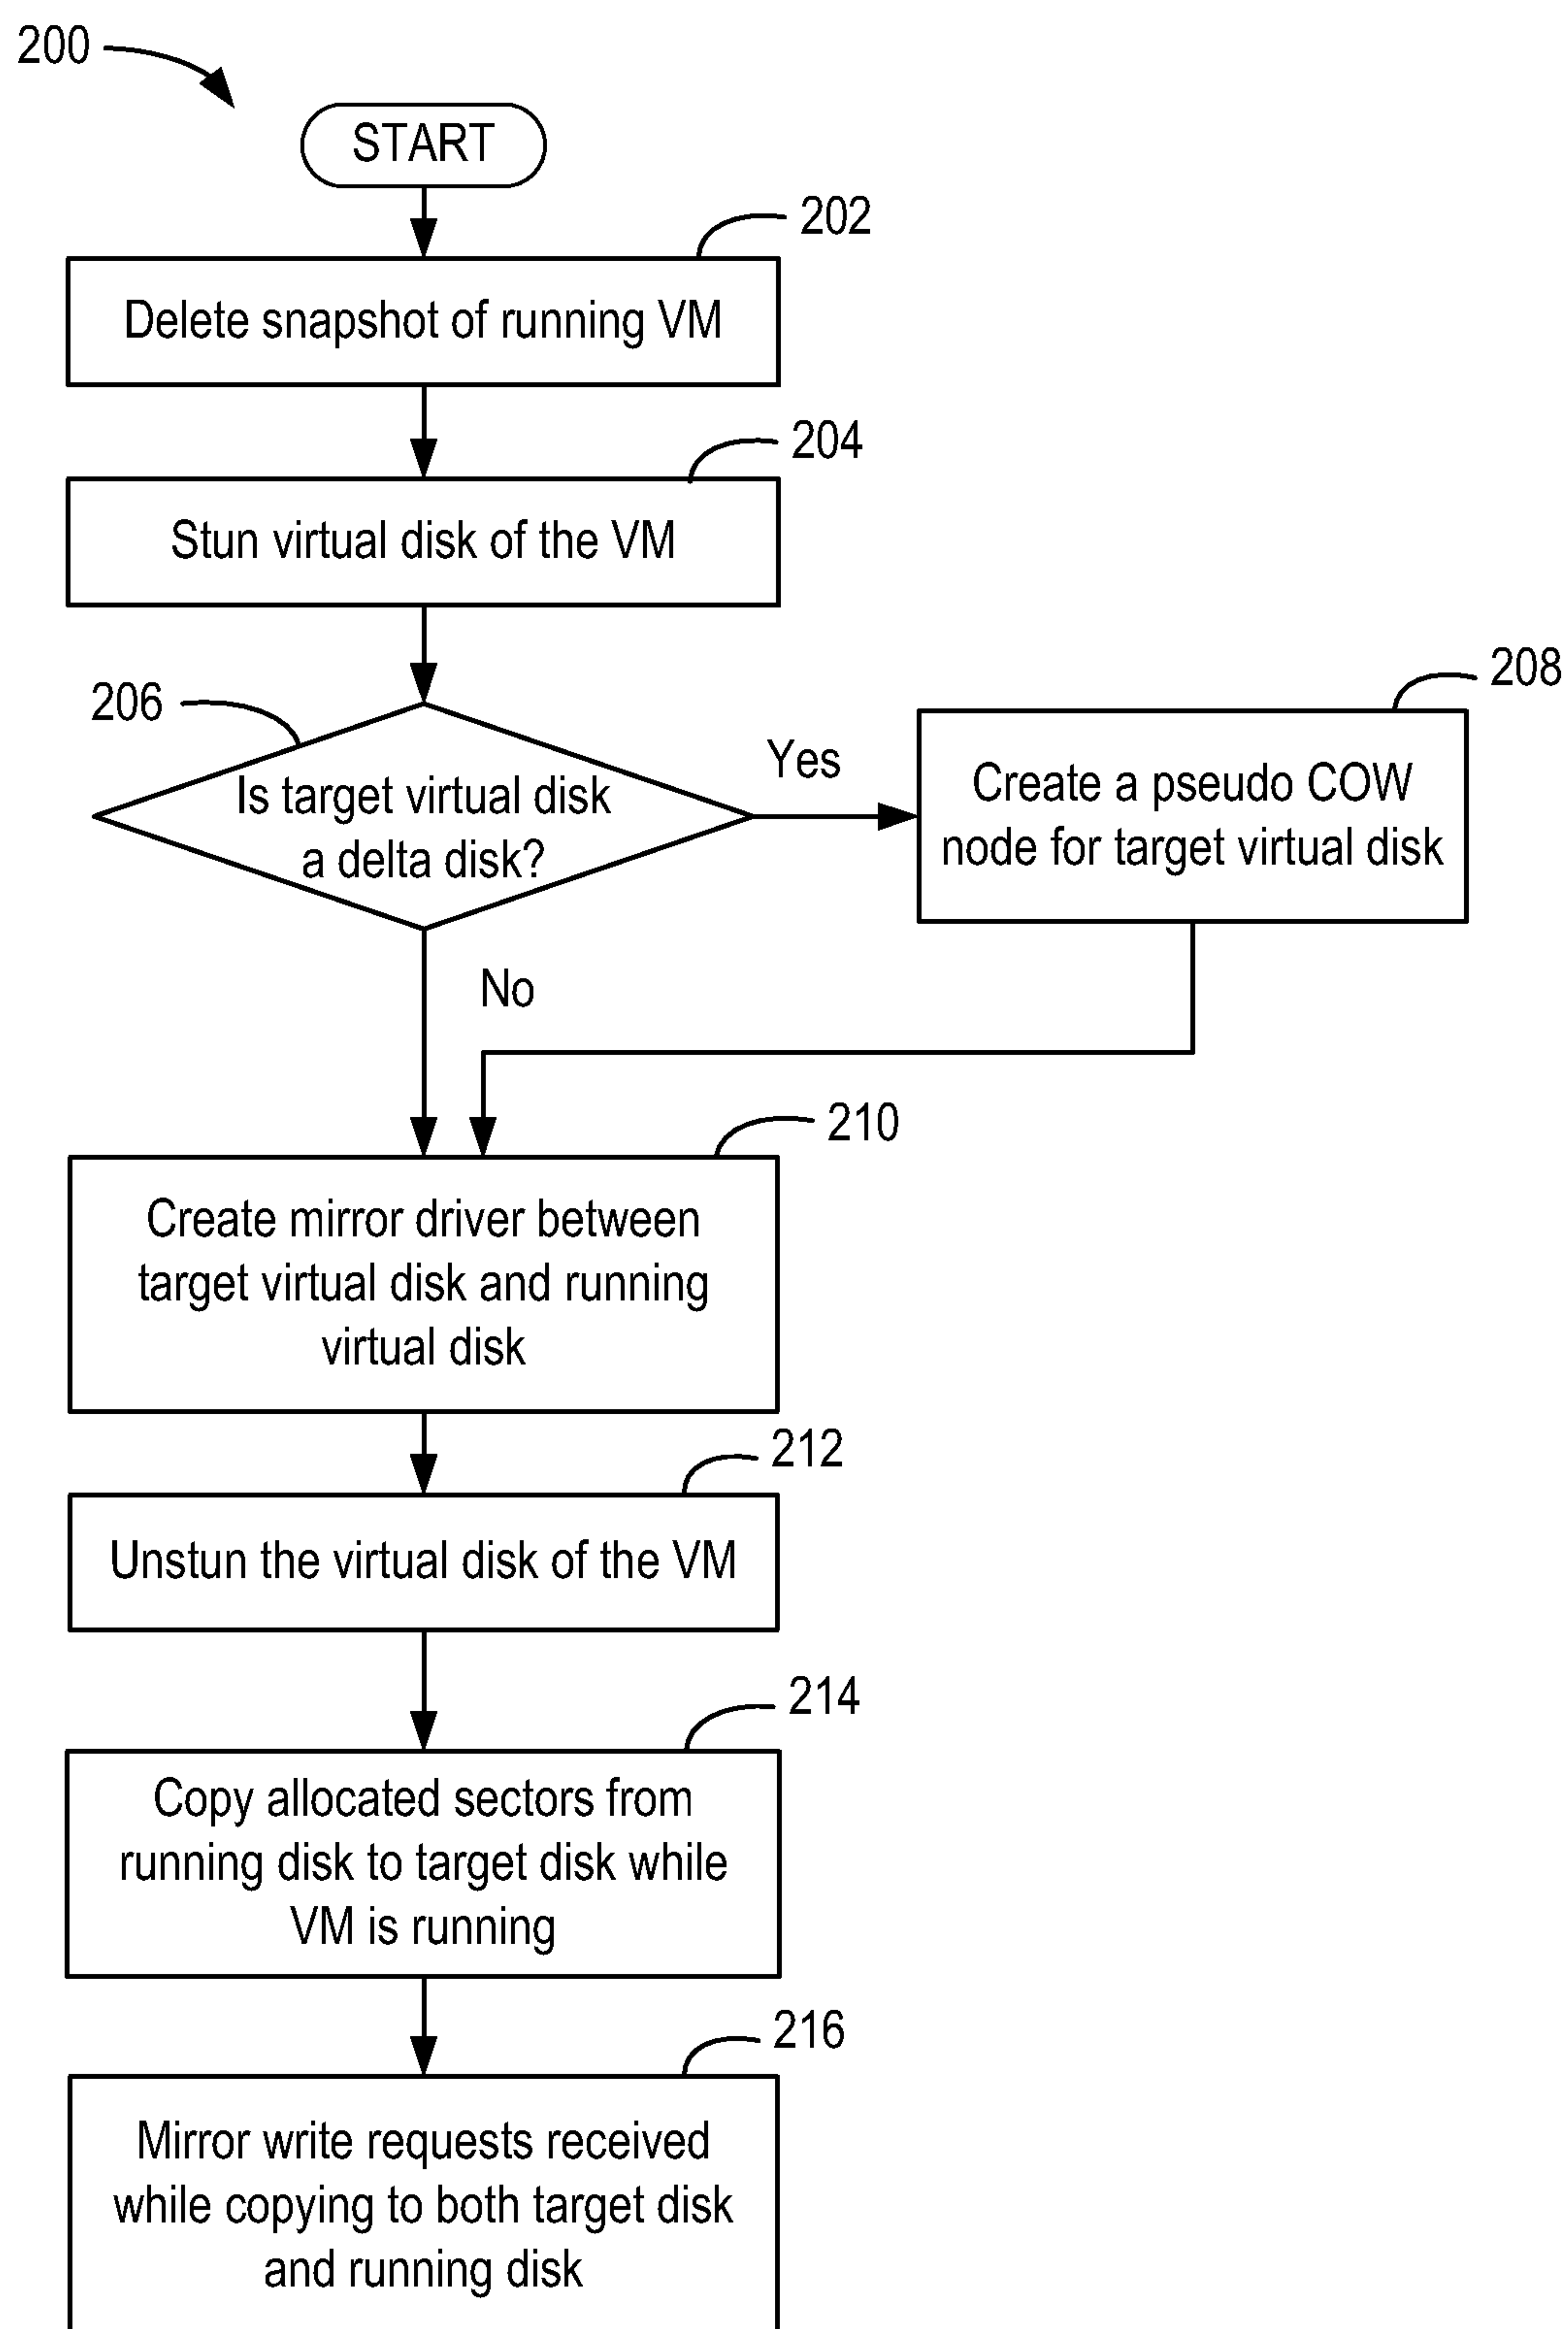 200
START
202
Delete snapshot of running VM
204
Stun virtual disk of the VM
206
Is target virtual disk
a delta disk?
Yes
208
Create a pseudo COW
node for target virtual disk
No
210
Create mirror driver between
target virtual disk and running
virtual disk
212
Unstun the virtual disk of the VM
214
Copy allocated sectors from
running disk to target disk while
VM is running
216
Mirror write requests received
while copying to both target disk
and running disk